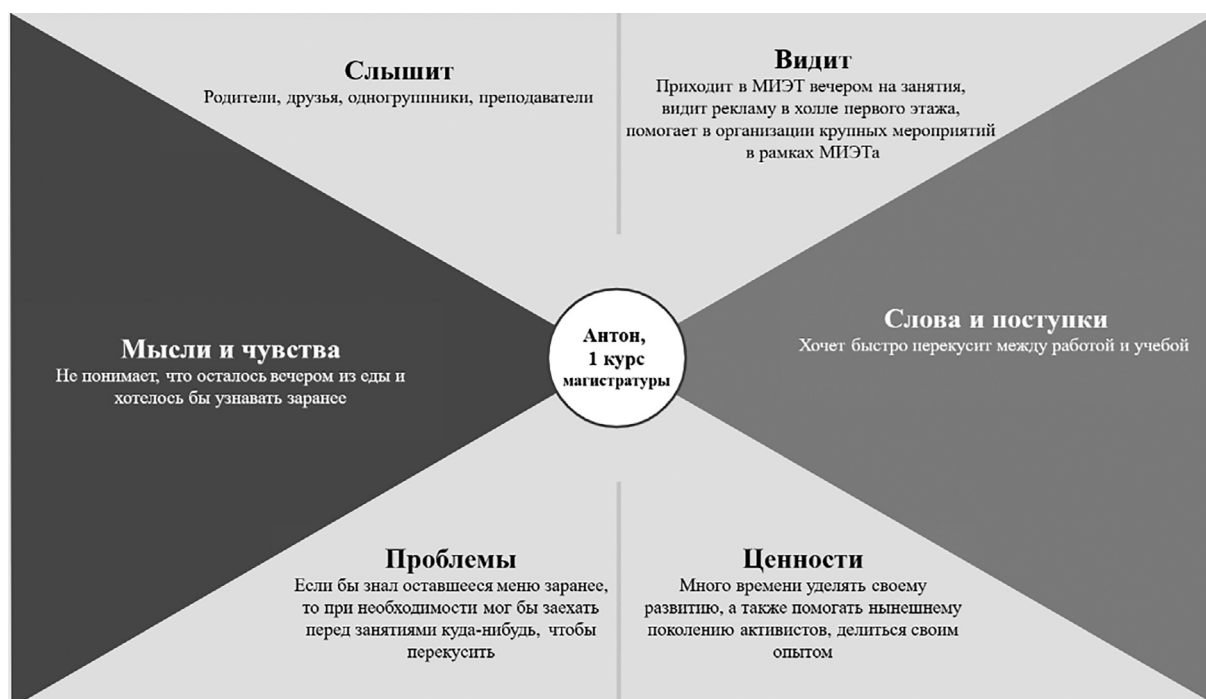 Слышит
Родители, друзья, одногруппники, преподаватели
Видит
Приходит в МИЭТ вечером на занятия,
видит рекламу в холле первого этажа,
помогает в организации крупных мероприятий
в рамках МИЭТа
Мысли и чувства
Не понимает, что осталось вечером из еды и
хотелось бы узнавать заранее
Антон,
1 курс
магистратуры
Слова и поступки
Хочет быстро перекусит между работой и учебой
Проблемы
Если бы знал оставшееся меню заранее,
то при необходимости мог бы заехать
перед занятиями куда-нибудь, чтобы
перекусить
Ценности
Много времени уделять своему
развитию, а также помогать нынешнему
поколению активистов, делиться своим
опытом